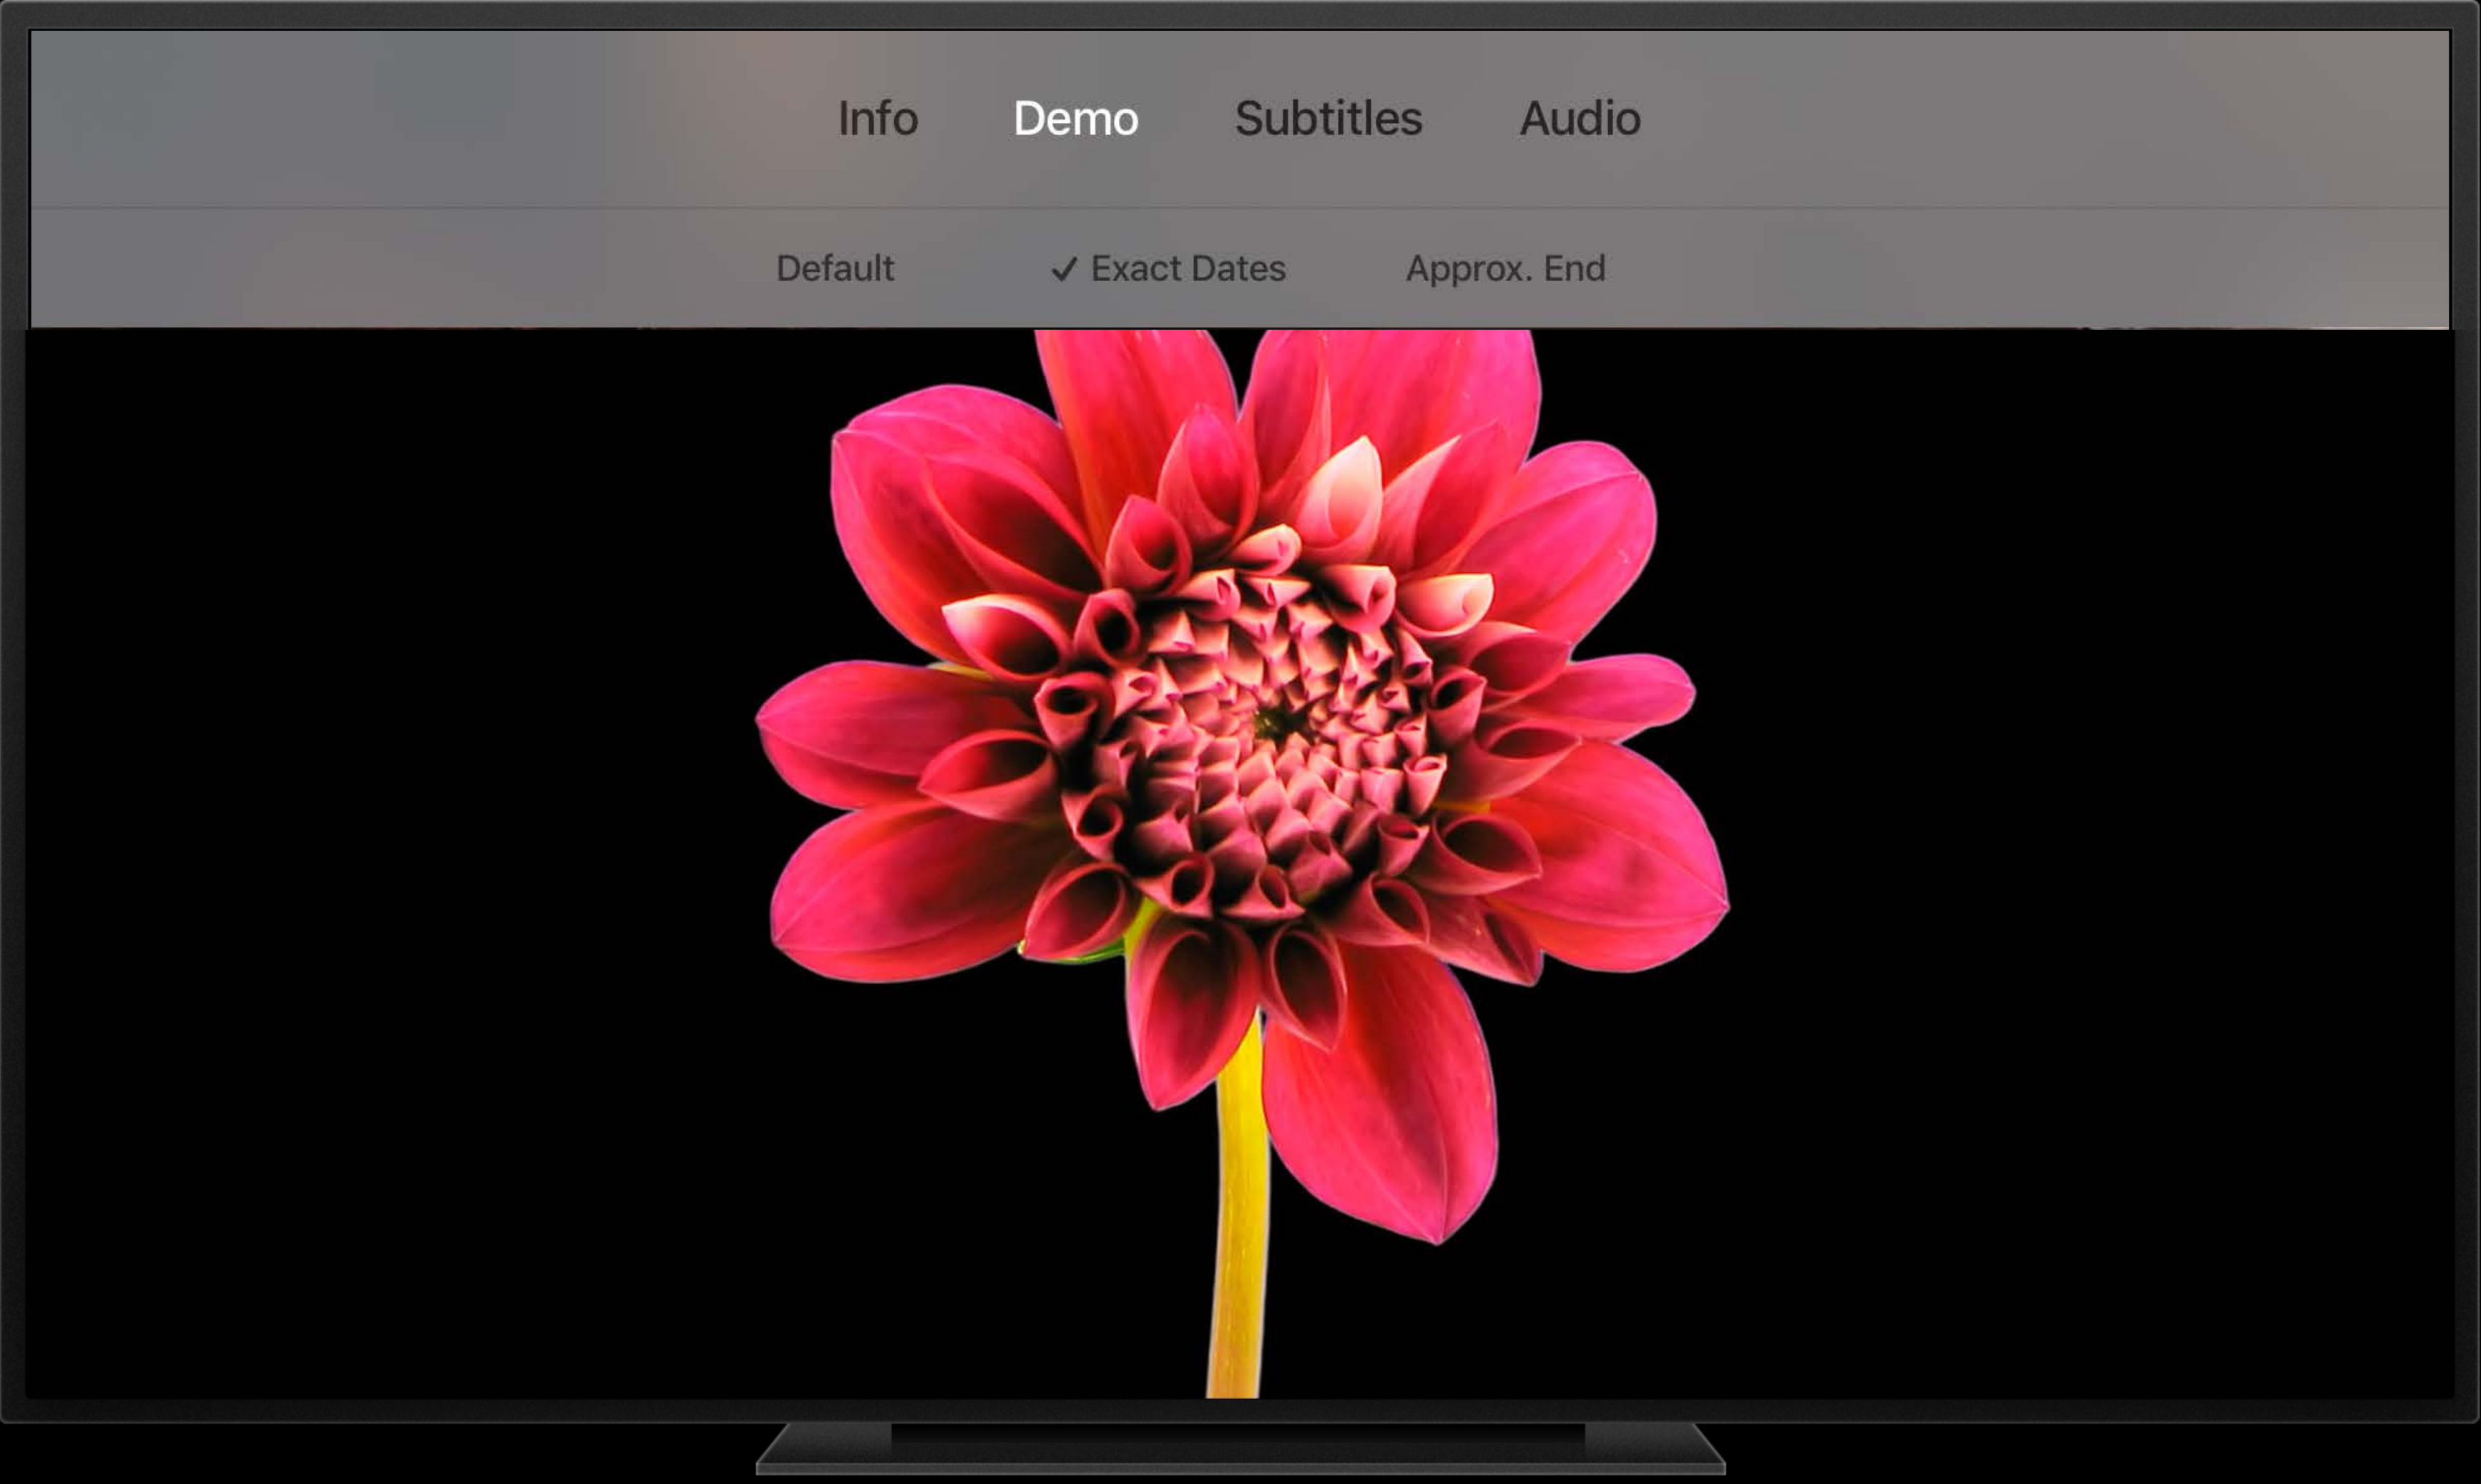 Info Demo Subtitles Audio
Default ✓ Exact Dates Approx. End